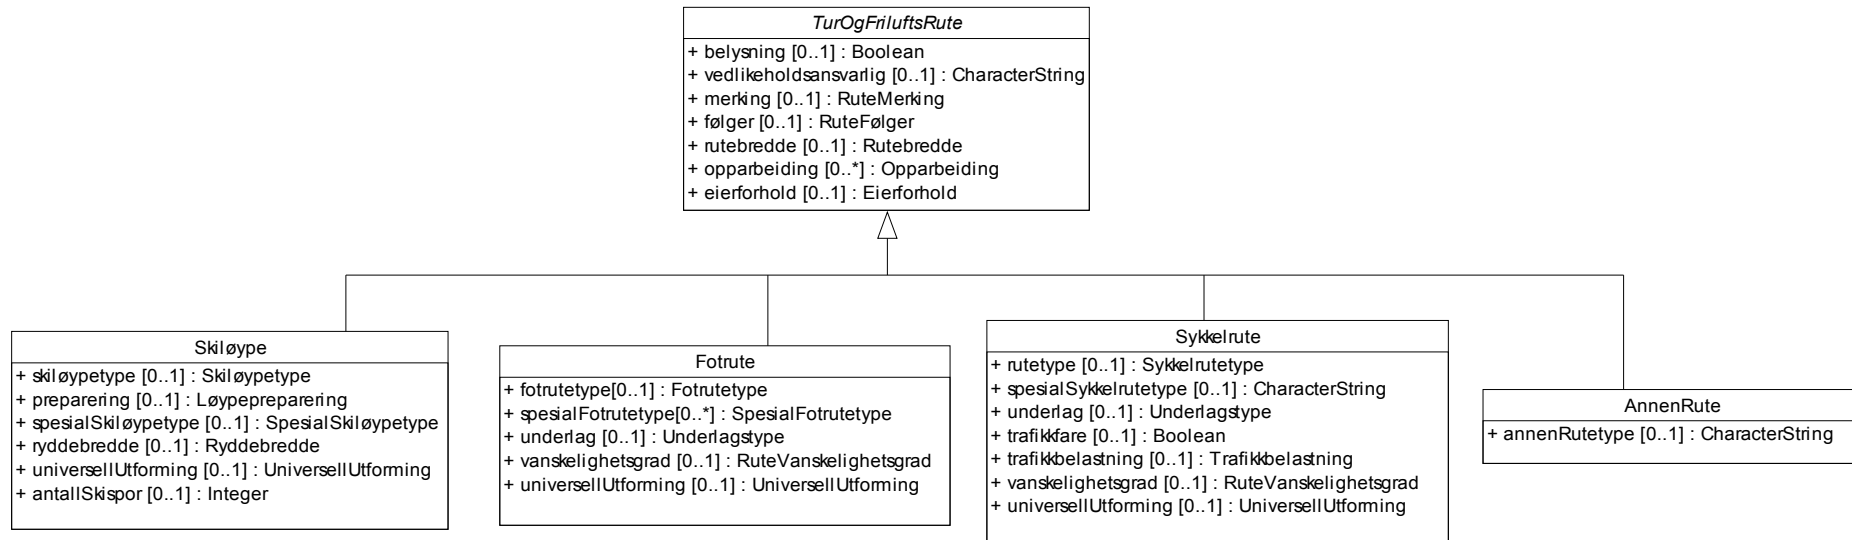 TurOgFriluftsRute
+ belysning [0..1] : Boolean
+ vedlikeholdsansvarlig [0..1] : CharacterString
+ merking [0..1] : RuteMerking
+ følger [0..1] : RuteFølger
+ rutebredde [0..1] : Rutebredde
+ opparbeiding [0..*] : Opparbeiding
+ eierforhold [0..1] : Eierforhold
Skiløype
+ skiløypetype [0..1] : Skiløypetype
+ preparering [0..1] : Løypepreparering
+ spesialSkiløypetype [0..1] : SpesialSkiløypetype
+ ryddebredde [0..1] : Ryddebredde
+ universellUtforming [0..1] : UniversellUtforming
+ antallSkispor [0..1] : Integer
Fotrute
+ fotrutetype[0..1] : Fotrutetype
+ spesialFotrutetype[0..*] : SpesialFotrutetype
+ underlag [0..1] : Underlagstype
+ vanskelighetsgrad [0..1] : RuteVanskelighetsgrad
+ universellUtforming [0..1] : UniversellUtforming
Sykkelrute
+ rutetype [0..1] : Sykkelrutetype
+ spesialSykkelrutetype [0..1] : CharacterString
+ underlag [0..1] : Underlagstype
+ trafikkfare [0..1] : Boolean
+ trafikkbelastning [0..1] : Trafikkbelastning
+ vanskelighetsgrad [0..1] : RuteVanskelighetsgrad
+ universellUtforming [0..1] : UniversellUtforming
AnnenRute
+ annenRutetype [0..1] : CharacterString